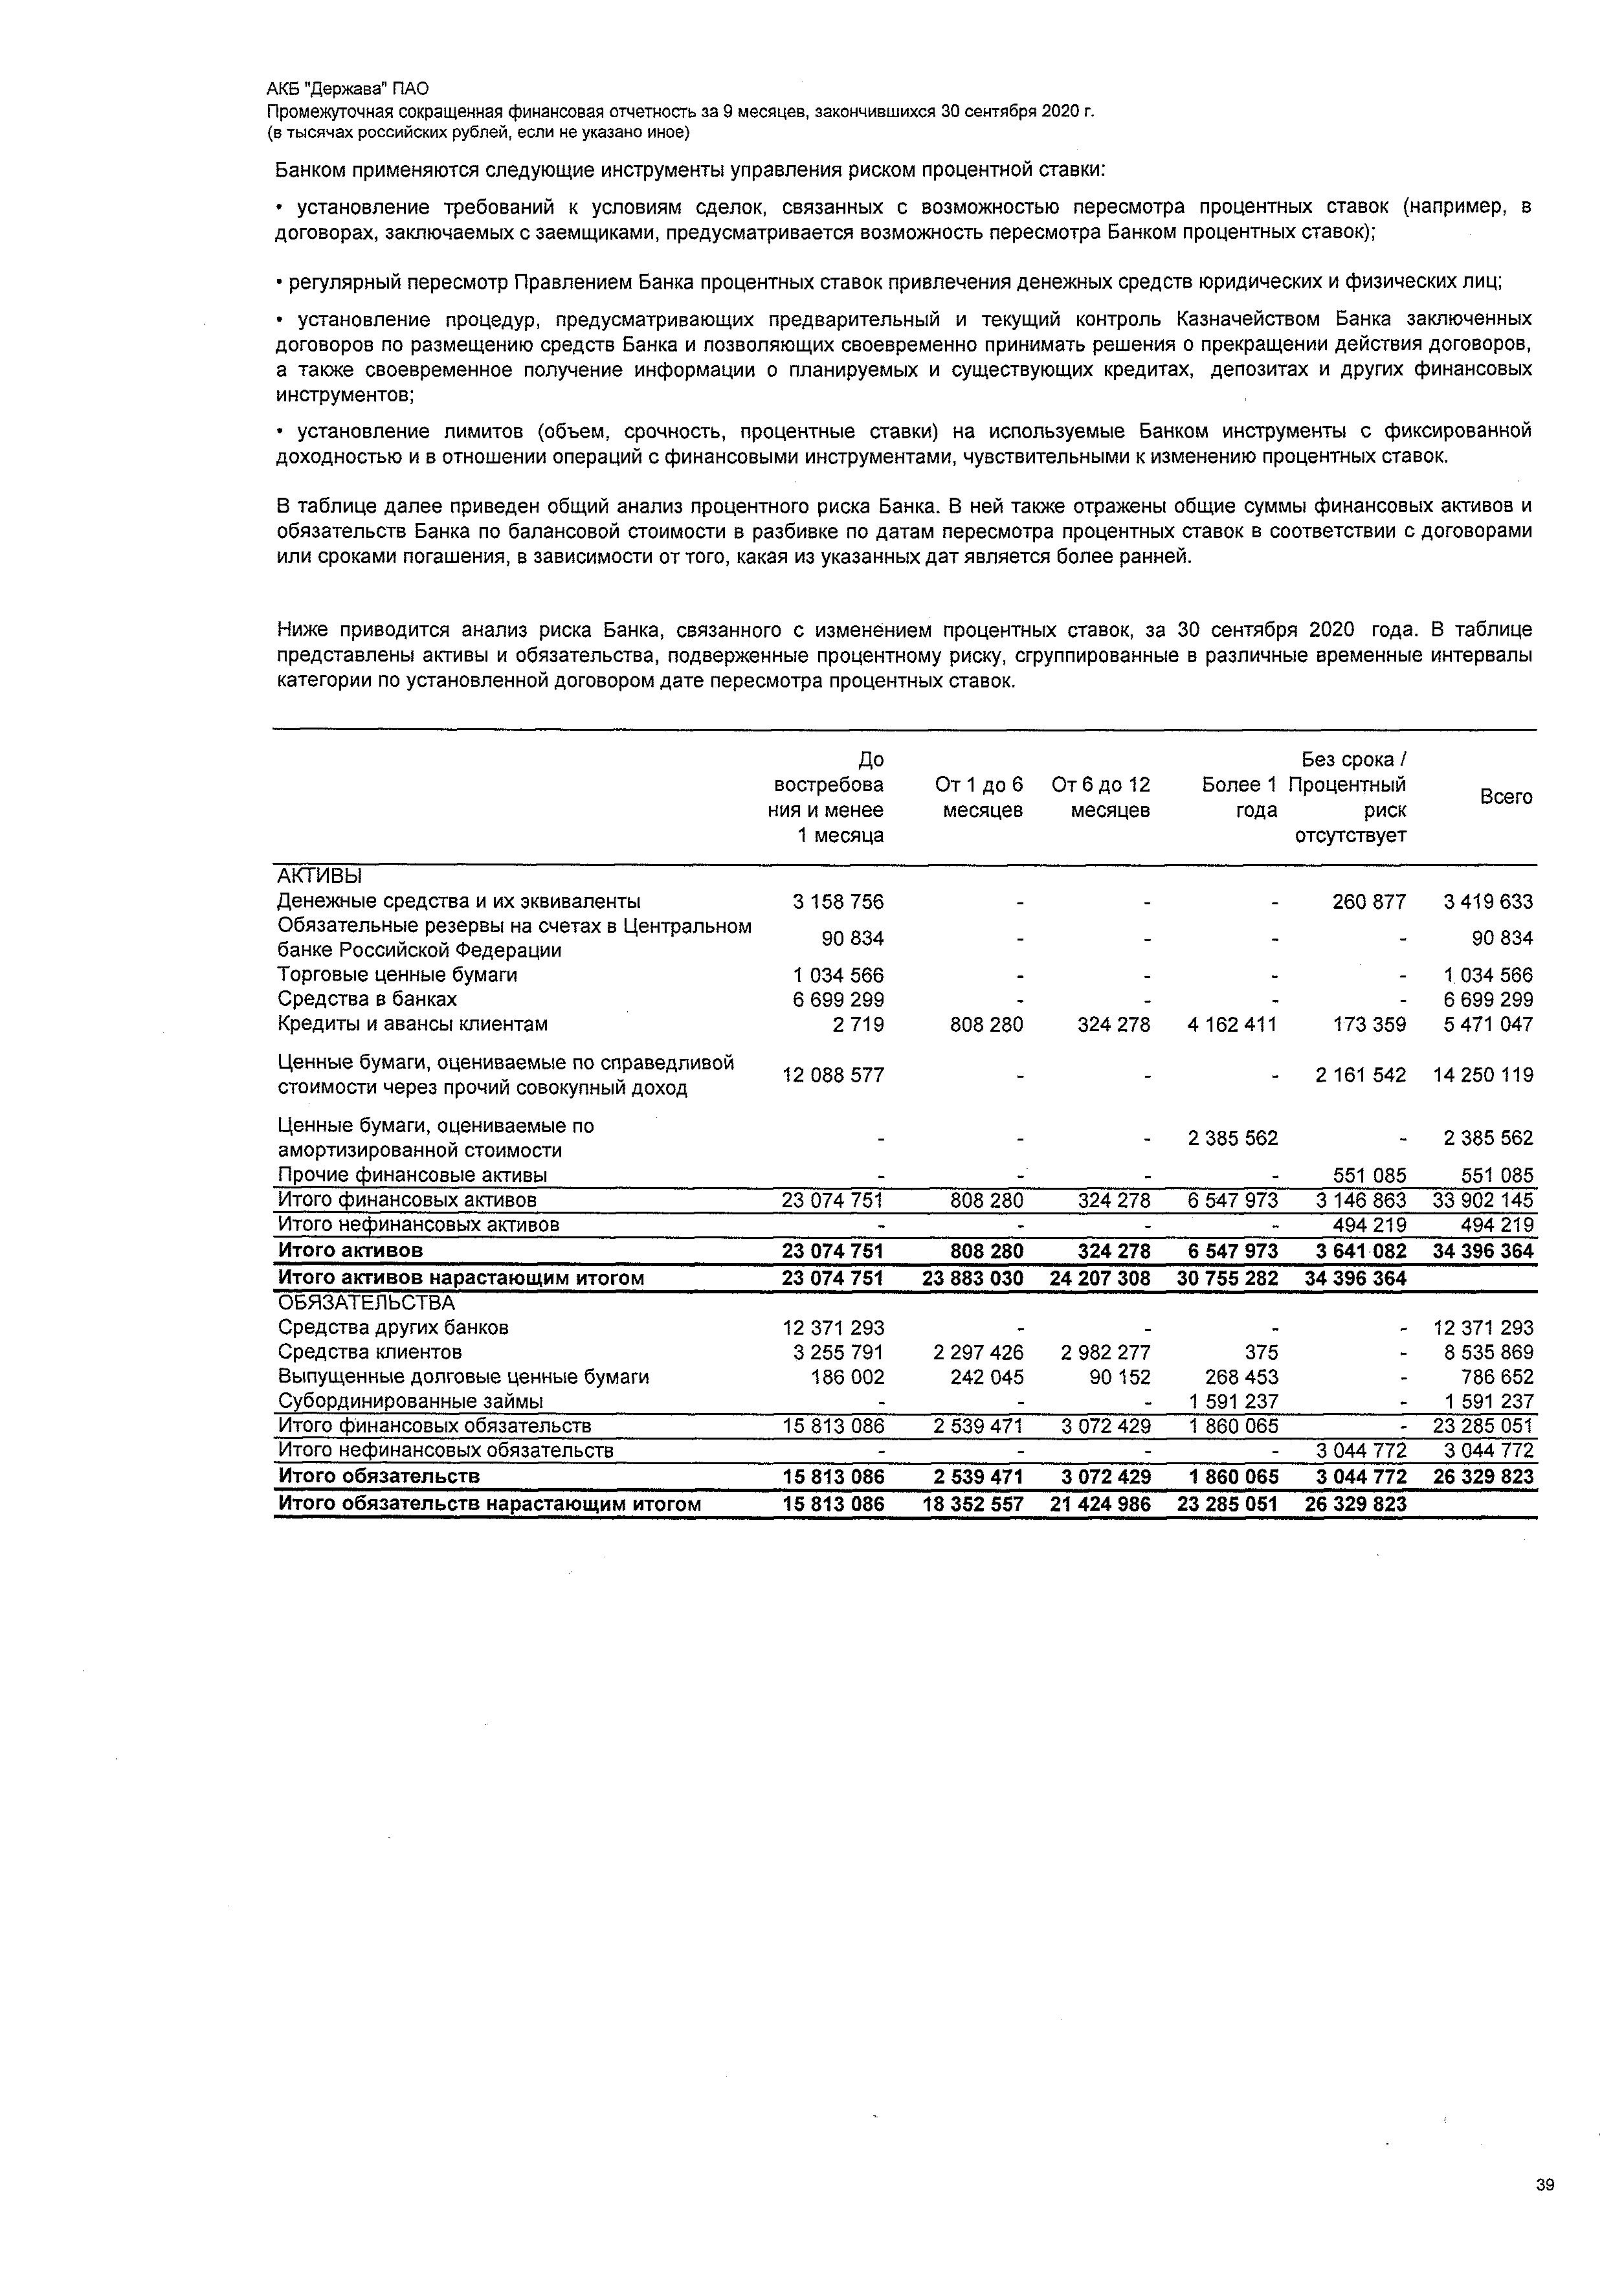 АКБ "Держава" ПАО
Промежуточная сокращенная финансовая отчетность за 9 месяцев, закончившихся 30 сентября 2020 г.
(в тысячах российских рублей, если не указано иное)
Банком применяются следующие инструменты управления риском процентной ставки:
• установление требований к условиям сделок, связанных с возможностью пересмотра процентных ставок (например, в
договорах, заключаемых с заемщиками, предусматривается возможность пересмотра Банком процентных ставок);
• регулярный пересмотр Правлением Банка процентных ставок привлечения денежных средств юридических и физических лиц;
• установление процедур, предусматривающих предварительный и текущий контроль Казначейством Банка заключенных
договоров по размещению средств Банка и позволяющих своевременно принимать решения о прекращении действия договоров,
а также своевременное получение информации о планируемых и существующих кредитах, депозитах и других финансовых
инструментов;
• установление лимитов (объем, срочность, процентные ставки) на используемые Банком инструменты с фиксированной
доходностью и в отношении операций с финансовыми инструментами, чувствительными к изменению процентных ставок.
В таблице далее приведен общий анализ процентного риска Банка. В ней также отражены общие суммы финансовых активов и
обязательств Банка по балансовой стоимости в разбивке по датам пересмотра процентных ставок в соответствии с договорами
или сроками погашения, в зависимости от того, какая из указанных дат является более ранней.
Ниже приводится анализ риска Банка, связанного с изменением процентных ставок, за 30 сентября 2020 года. В таблице
представлены активы и обязательства, подверженные процентному риску, сгруппированные в различные временные интервалы
категории по установленной договором дате пересмотра процентных ставок.
До Без срока /
востребова От 1 до 6 От 6 до 12 Более 1 Процентный Всего
ния и менее месяцев месяцев года риск
1 месяца отсутствует
АКТИВЫ
Денежные средства и их эквиваленты 3 158 756 - - - 260 877 3 419 633
Обязательные резервы на счетах в Центральном
банке Российской Федерации 90 834 - - - - 90 834
Торговые ценные бумаги 1 034 566 - - - - 1 034 566
Средства в банках 6 699 299 - - - - 6 699 299
Кредиты и авансы клиентам 2 719 808 280 324 278 4 162 411 173 359 5 471 047
Ценные бумаги, оцениваемые по справедливой
стоимости через прочий совокупный доход 12 088 577 - - - 2 161 542 14 250 119
Ценные бумаги, оцениваемые по
амортизированной стоимости - - - 2 385 562 - 2 385 562
Прочие финансовые активы - - - - 551 085 551 085
Итого финансовых активов 23 074 751 808 280 324 278 6 547 973 3 146 863 33 902 145
Итого нефинансовых активов - - - - 494 219 494 219
Итого активов 23 074 751 808 280 324 278 6 547 973 3 641 082 34 396 364
Итого активов нарастающим итогом 23 074 751 23 883 030 24 207 308 30 755 282 34 396 364
ОБЯЗАТЕЛЬСТВА
Средства других банков 12 371 293 - - - - 12 371 293
Средства клиентов 3 255 791 2 297 426 2 982 277 375 - 8 535 869
Выпущенные долговые ценные бумаги 186 002 242 045 90 152 268 453 - 786 652
Субординированные займы - - - 1 591 237 - 1 591 237
Итого финансовых обязательств 15 813 086 2 539 471 3 072 429 1 860 065 - 23 285 051
Итого нефинансовых обязательств - - - - 3 044 772 3 044 772
Итого обязательств 15 813 086 2 539 471 3 072 429 1 860 065 3 044 772 26 329 823
Итого обязательств нарастающим итогом 15 813 086 18 352 557 21 424 986 23 285 051 26 329 823
39